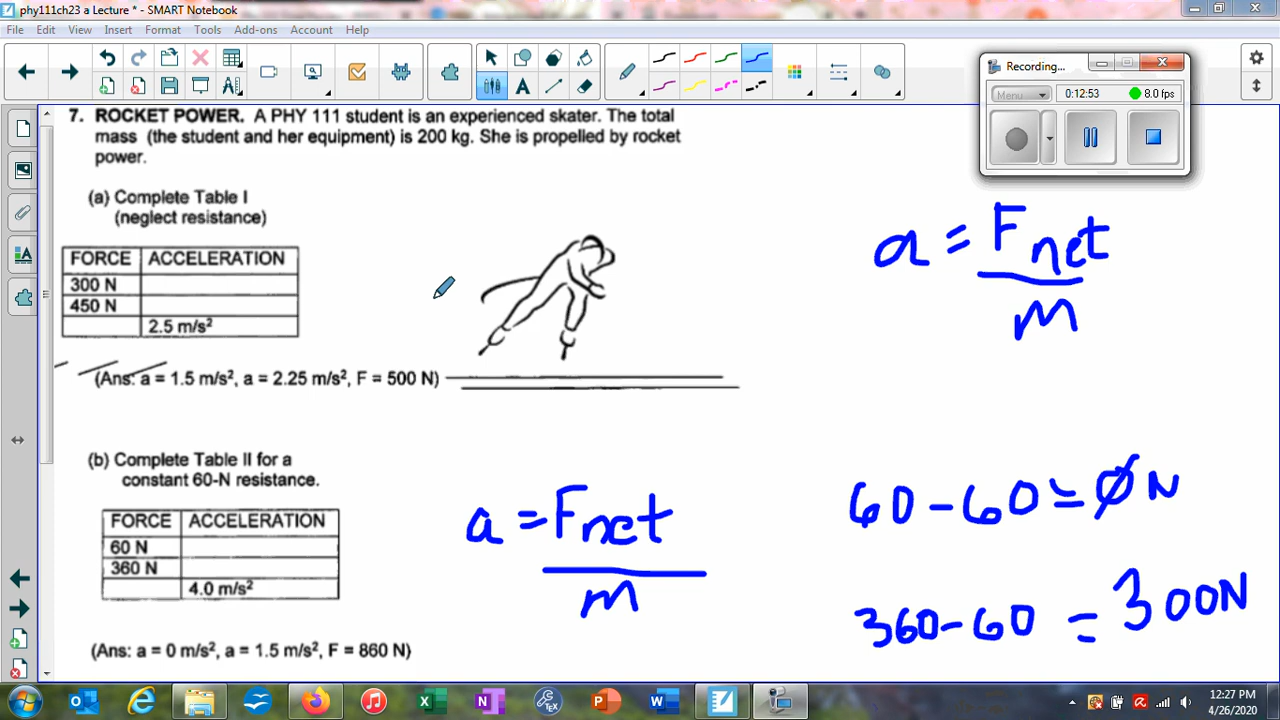 phy111ch23 a Lecture * - SMART Notebook
File Edit View Insert Format Tools Add-ons Account Help
Recording...
Menu 0:12:53 8.0 fps
7. ROCKET POWER. A PHY 111 student is an experienced skater. The total
mass (the student and her equipment) is 200 kg. She is propelled by rocket
power.
(a) Complete Table I
(neglect resistance)
FORCE ACCELERATION
300 N
450 N
2.5 m/s²
(Ans: a = 1.5 m/s², a = 2.25 m/s², F = 500 N)
a = Fnet
m
(b) Complete Table II for a
constant 60-N resistance.
FORCE ACCELERATION
60 N
360 N
4.0 m/s²
(Ans: a = 0 m/s², a = 1.5 m/s², F = 860 N)
a = Fnet
m
60-60=0N
360-60 = 300N
12:27 PM
4/26/2020